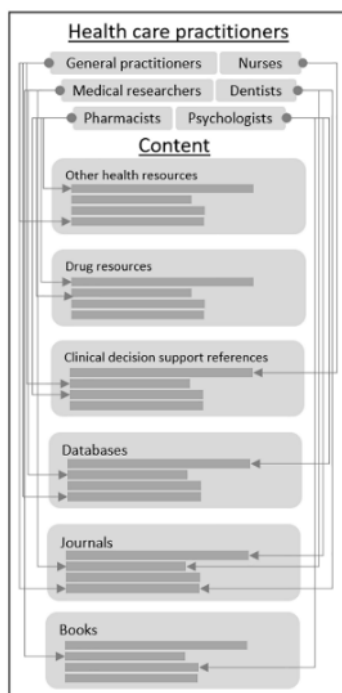 Health care practitioners
General practitioners Nurses
Medical researchers Dentists
Pharmacists Psychologists
Content
Other health resources
Drug resources
Clinical decision support references
Databases
Journals
Books